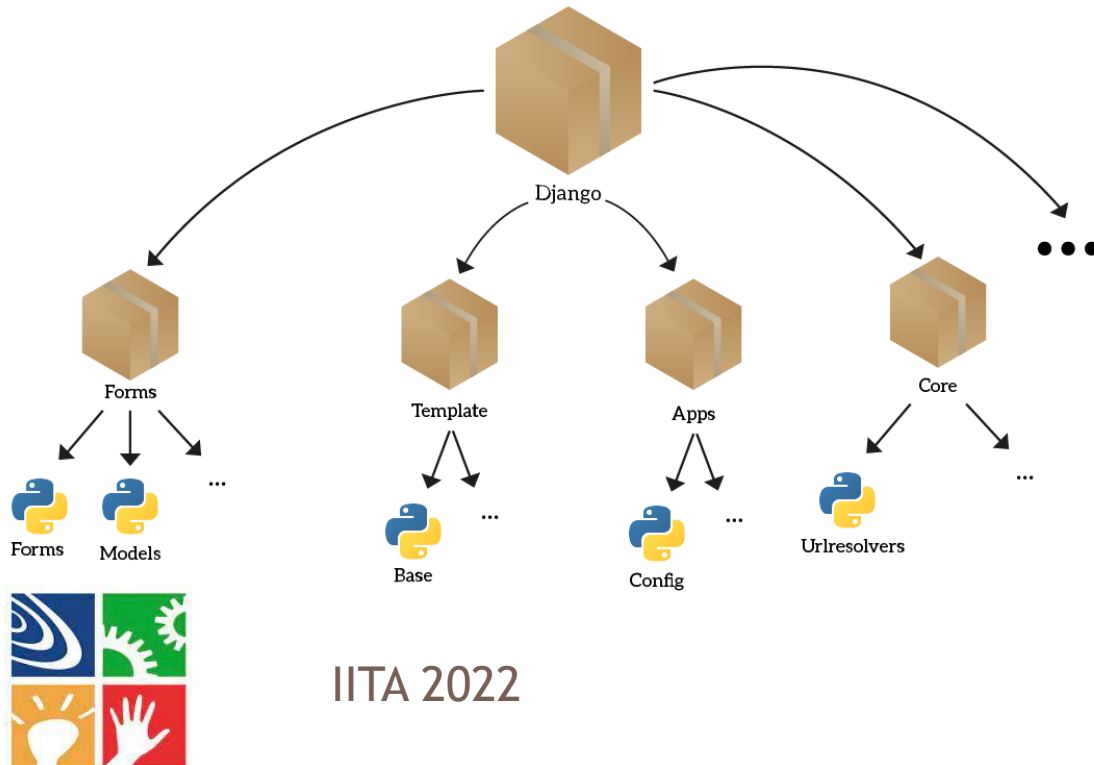 Django
Forms
Template
Apps
Core
...
Forms
Models
...
Base
...
Config
...
Urlresolvers
IITA 2022